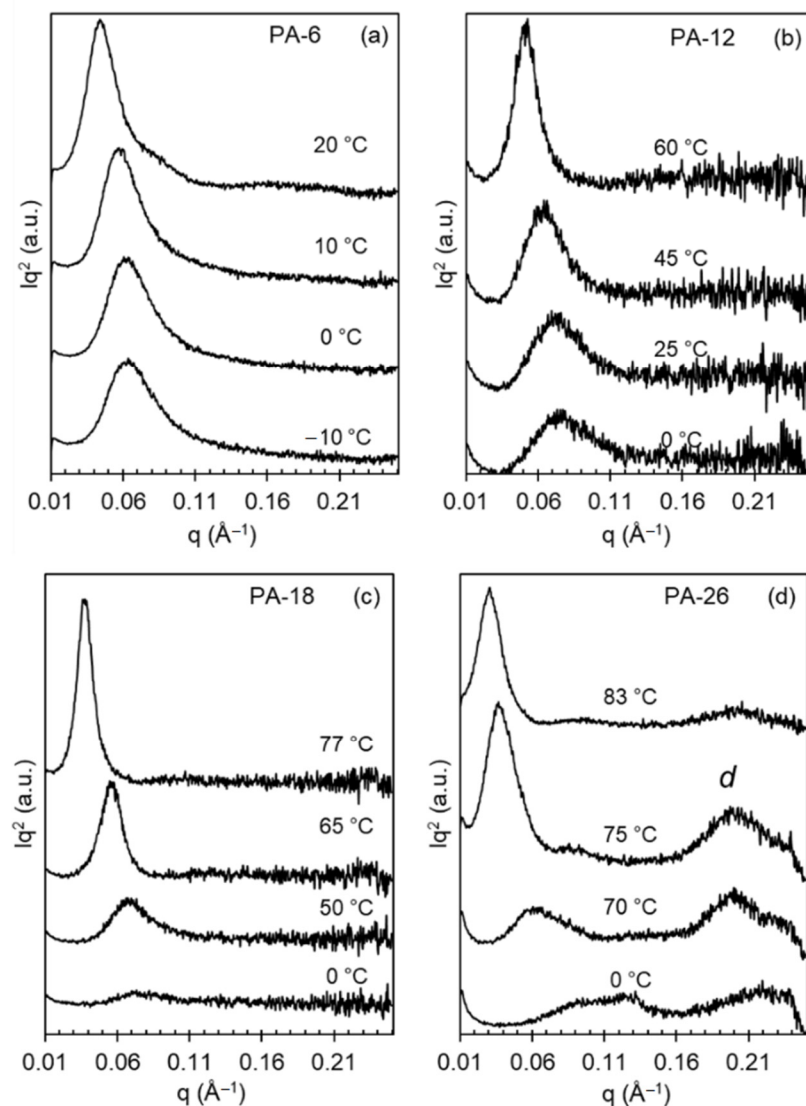 PA-6 (a)
20 °C
10 °C
0 °C
−10 °C
Iq² (a.u.)
0.01 0.06 0.11 0.16 0.21
q (Å⁻¹)
PA-12 (b)
60 °C
45 °C
25 °C
0 °C
Iq² (a.u.)
0.01 0.06 0.11 0.16 0.21
q (Å⁻¹)
PA-18 (c)
77 °C
65 °C
50 °C
0 °C
Iq² (a.u.)
0.01 0.06 0.11 0.16 0.21
q (Å⁻¹)
PA-26 (d)
83 °C
d
75 °C
70 °C
0 °C
Iq² (a.u.)
0.01 0.06 0.11 0.16 0.21
q (Å⁻¹)